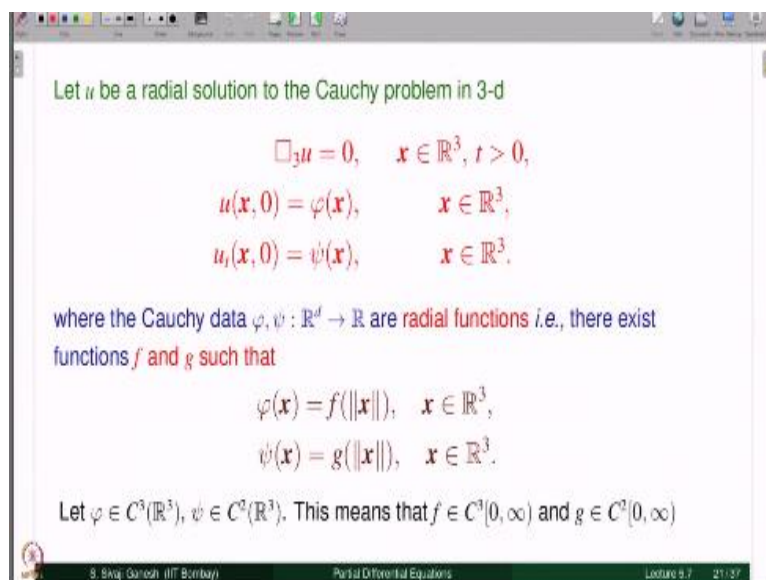 Let u be a radial solution to the Cauchy problem in 3-d
□₃u = 0, x ∈ ℝ³, t > 0,
u(x, 0) = φ(x), x ∈ ℝ³,
uₜ(x, 0) = ψ(x), x ∈ ℝ³.
where the Cauchy data φ, ψ : ℝᵈ → ℝ are radial functions i.e., there exist
functions f and g such that
φ(x) = f(‖x‖), x ∈ ℝ³,
ψ(x) = g(‖x‖), x ∈ ℝ³.
Let φ ∈ C³(ℝ³), ψ ∈ C²(ℝ³). This means that f ∈ C³[0, ∞) and g ∈ C²[0, ∞)
S. Sivaji Ganesh (IIT Bombay) Partial Differential Equations Lecture 5.7 21/37